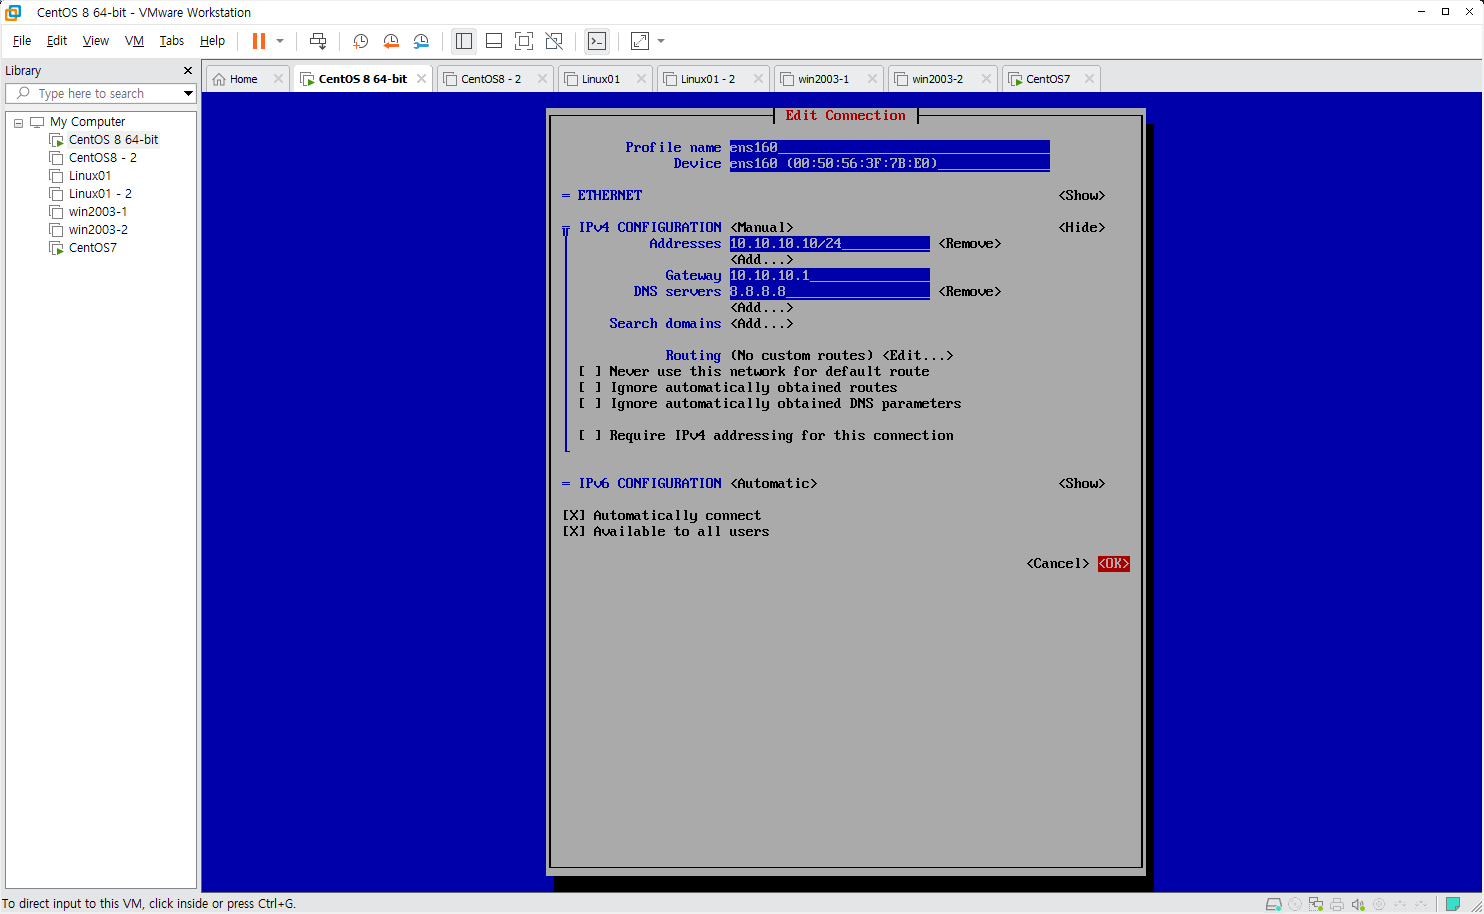 CentOS 8 64-bit - VMware Workstation
File Edit View VM Tabs Help
Library
Type here to search
My Computer
CentOS 8 64-bit
CentOS8 - 2
Linux01
Linux01 - 2
win2003-1
win2003-2
CentOS7
Home CentOS 8 64-bit CentOS8 - 2 Linux01 Linux01 - 2 win2003-1 win2003-2 CentOS7
Edit Connection
Profile name ens160
Device ens160 (00:50:56:3F:7B:E0)
= ETHERNET <Show>
IPv4 CONFIGURATION <Manual> <Hide>
Addresses 10.10.10.10/24 <Remove>
<Add...>
Gateway 10.10.10.1
DNS servers 8.8.8.8 <Remove>
<Add...>
Search domains <Add...>
Routing (No custom routes) <Edit...>
[ ] Never use this network for default route
[ ] Ignore automatically obtained routes
[ ] Ignore automatically obtained DNS parameters
[ ] Require IPv4 addressing for this connection
= IPv6 CONFIGURATION <Automatic> <Show>
[X] Automatically connect
[X] Available to all users
<Cancel> <OK>
To direct input to this VM, click inside or press Ctrl+G.